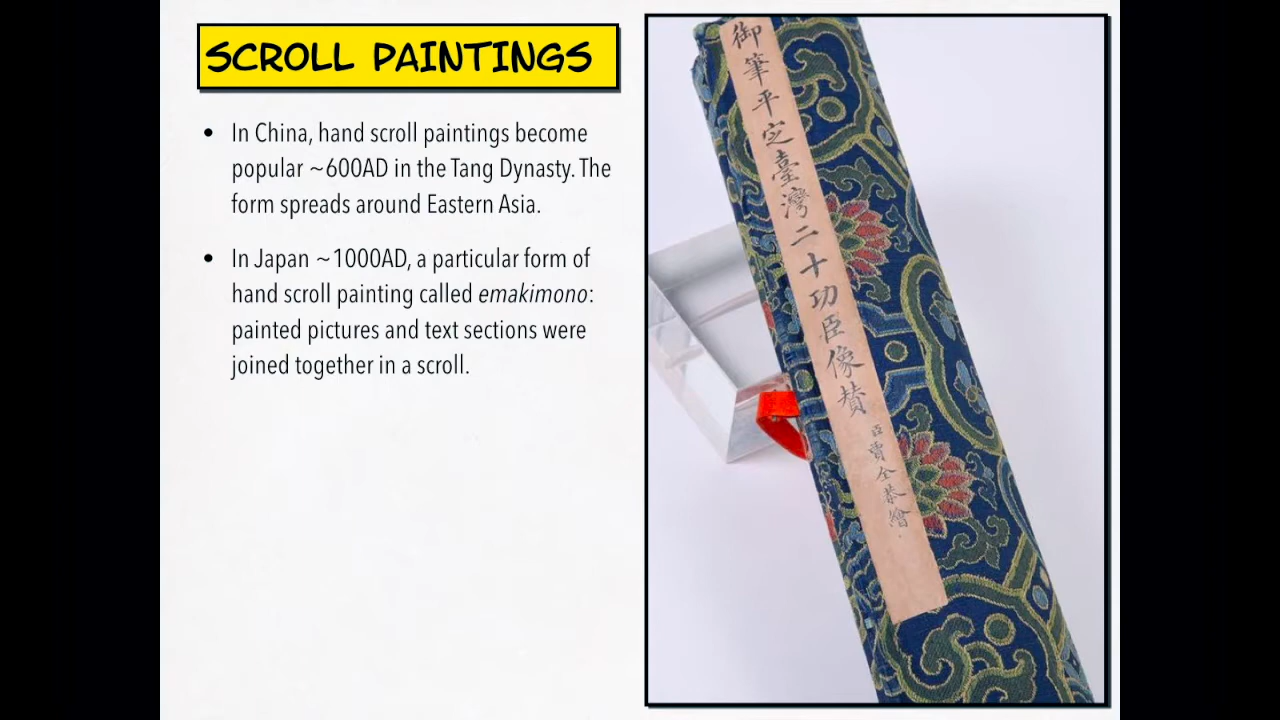 SCROLL PAINTINGS
• In China, hand scroll paintings become
popular ~600AD in the Tang Dynasty. The
form spreads around Eastern Asia.
• In Japan ~1000AD, a particular form of
hand scroll painting called emakimono:
painted pictures and text sections were
joined together in a scroll.
御筆平定臺灣二十功臣像贊
臣賈全恭繪